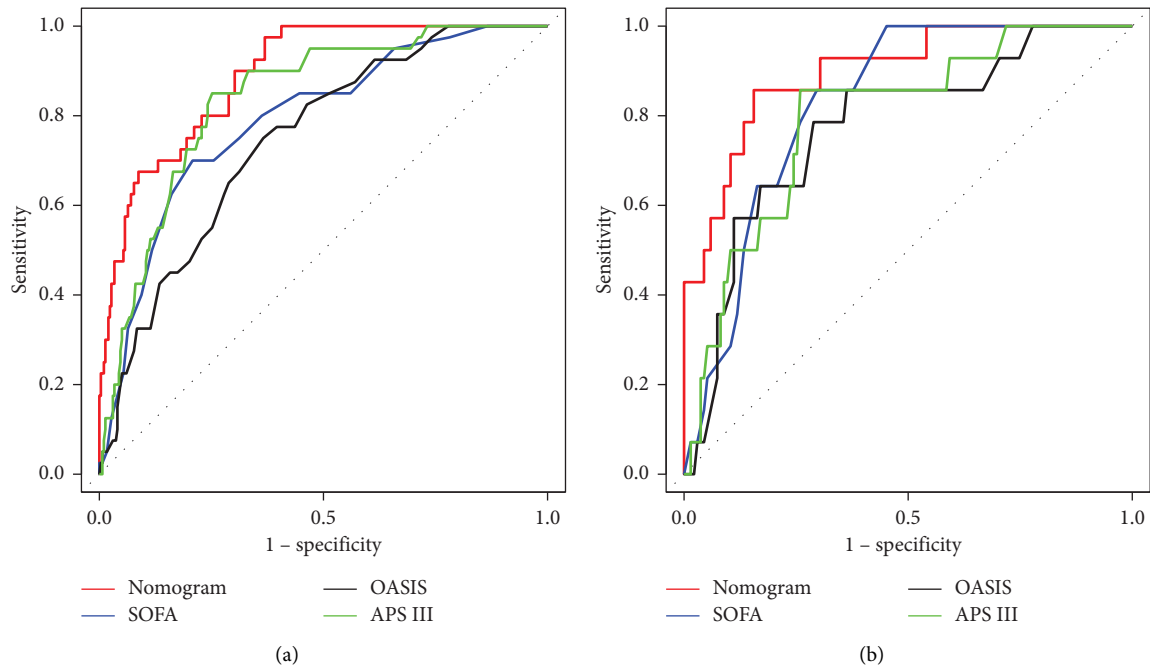 1.0
0.8
0.6
0.4
0.2
0.0
Sensitivity
0.0 0.5 1.0
1 – specificity
Nomogram OASIS
SOFA APS III
(a)
1.0
0.8
0.6
0.4
0.2
0.0
Sensitivity
0.0 0.5 1.0
1 – specificity
Nomogram OASIS
SOFA APS III
(b)